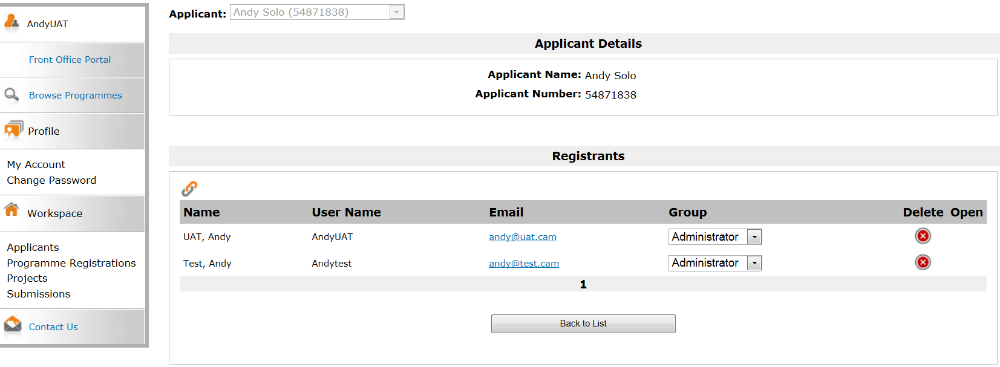 AndyUAT
Front Office Portal
Browse Programmes
Profile
My Account
Change Password
Workspace
Applicants
Programme Registrations
Projects
Submissions
Contact Us
Applicant: Andy Solo (54871838)
Applicant Details
Applicant Name: Andy Solo
Applicant Number: 54871838
Registrants
Name User Name Email Group Delete Open
UAT, Andy AndyUAT andy@uat.cam Administrator
Test, Andy Andytest andy@test.cam Administrator
1
Back to List